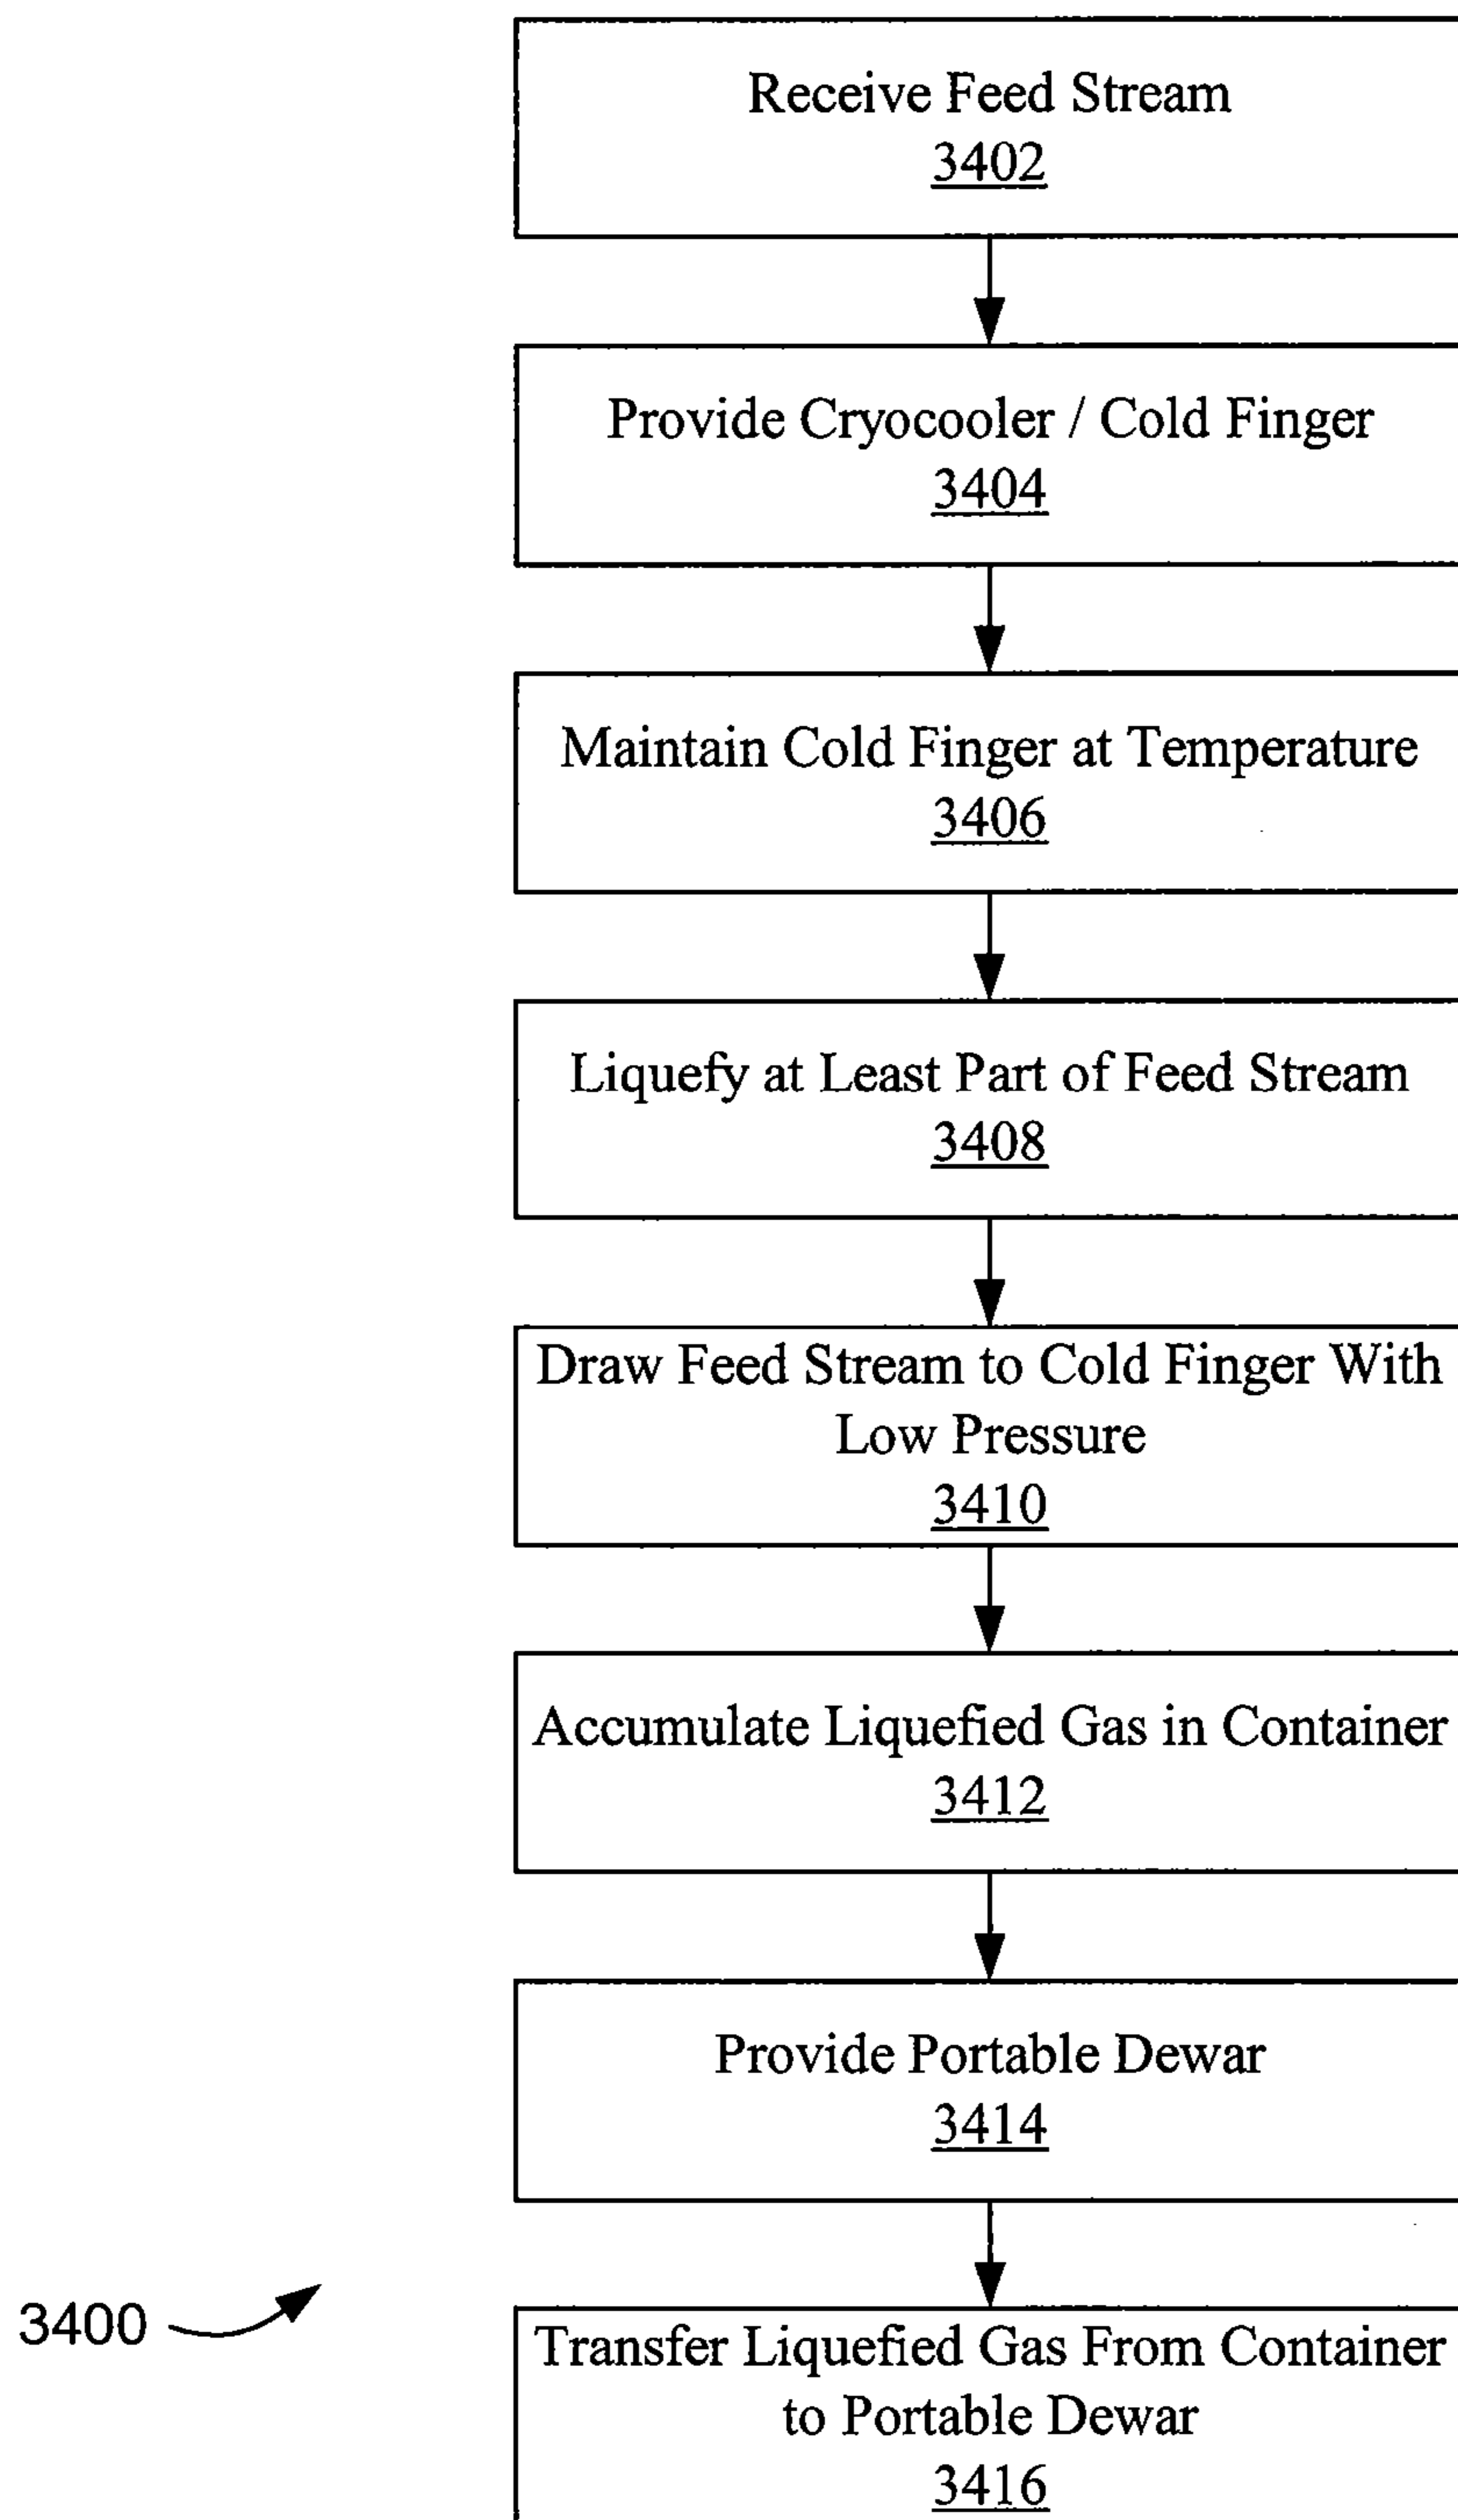 Receive Feed Stream
3402
Provide Cryocooler / Cold Finger
3404
Maintain Cold Finger at Temperature
3406
Liquefy at Least Part of Feed Stream
3408
Draw Feed Stream to Cold Finger With
Low Pressure
3410
Accumulate Liquefied Gas in Container
3412
Provide Portable Dewar
3414
3400
Transfer Liquefied Gas From Container
to Portable Dewar
3416